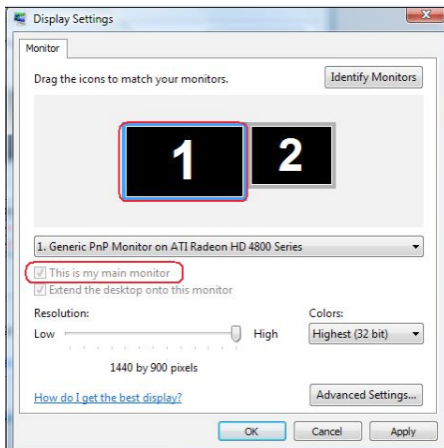 Display Settings
Monitor
Drag the icons to match your monitors.
Identify Monitors
1
2
1. Generic PnP Monitor on ATI Radeon HD 4800 Series
This is my main monitor
Extend the desktop onto this monitor
Resolution:
Colors:
Low
High
Highest (32 bit)
1440 by 900 pixels
How do I get the best display?
Advanced Settings...
OK
Cancel
Apply